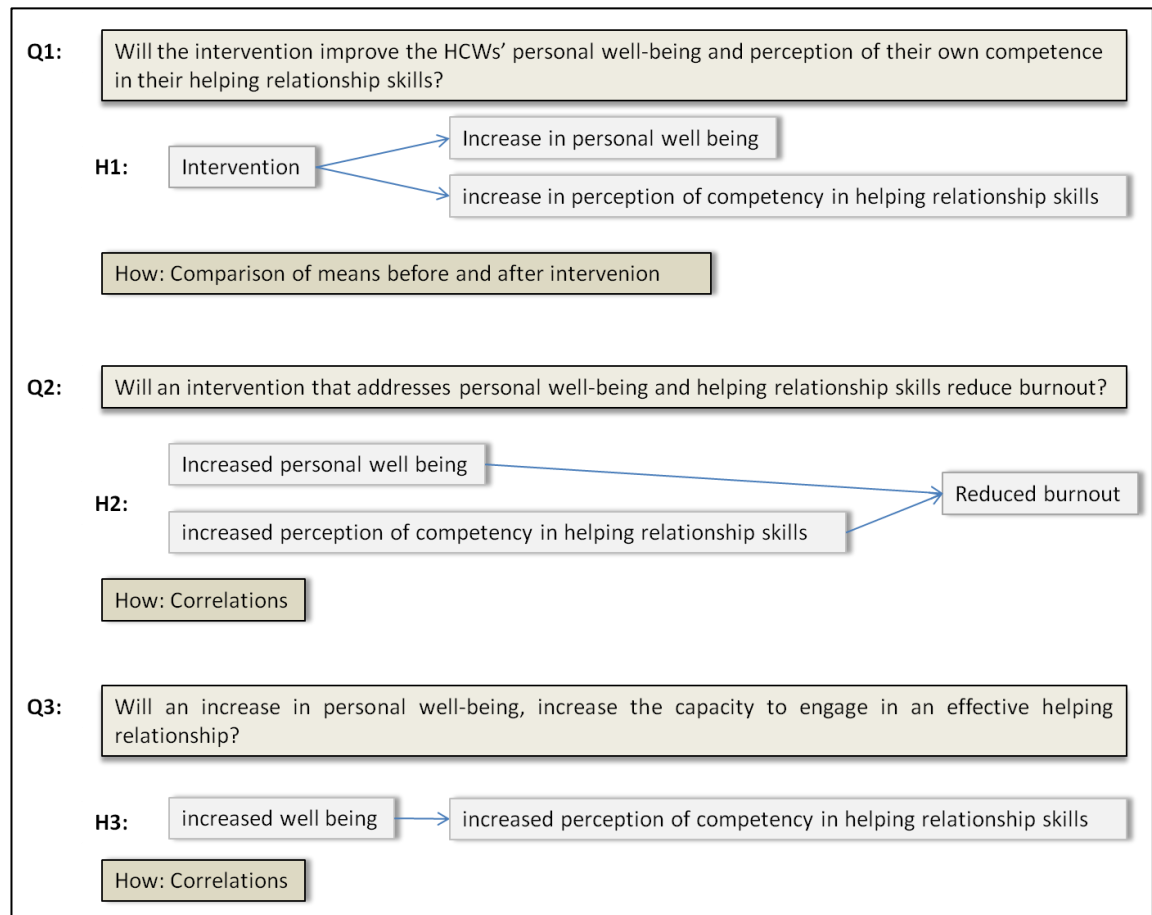 Q1:
Will the intervention improve the HCWs' personal well-being and perception of their own competence
in their helping relationship skills?
Increase in personal well being
H1:
Intervention
increase in perception of competency in helping relationship skills
How: Comparison of means before and after intervenion
Q2:
Will an intervention that addresses personal well-being and helping relationship skills reduce burnout?
Increased personal well being
Reduced burnout
H2:
increased perception of competency in helping relationship skills
How: Correlations
Q3:
Will an increase in personal well-being, increase the capacity to engage in an effective helping
relationship?
H3:
increased well being
increased perception of competency in helping relationship skills
How: Correlations